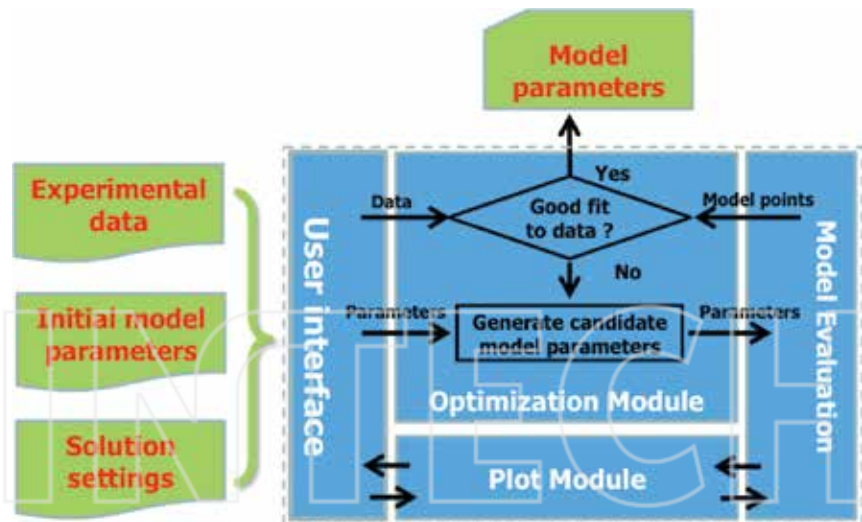 Model
parameters
Experimental
data
Initial model
parameters
Solution
settings
User interface
Data
Parameters
Yes
Good fit
to data ?
No
Generate candidate
model parameters
Optimization Module
Plot Module
Model points
Parameters
Model Evaluation
INTECH